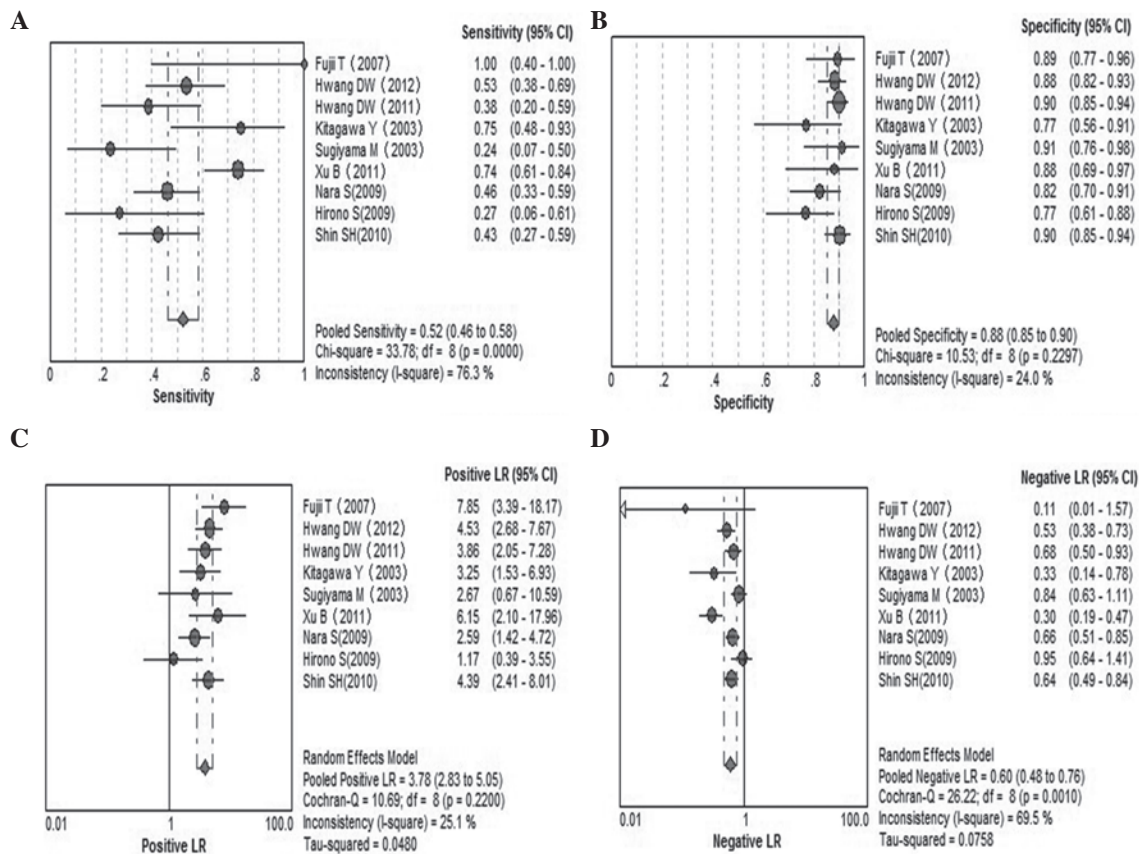 A
Sensitivity (95% CI)
Fujii T (2007) 1.00 (0.40 - 1.00)
Hwang DW (2012) 0.53 (0.38 - 0.69)
Hwang DW (2011) 0.38 (0.20 - 0.59)
Kitagawa Y (2003) 0.75 (0.48 - 0.93)
Sugiyama M (2003) 0.24 (0.07 - 0.50)
Xu B (2011) 0.74 (0.61 - 0.84)
Nara S(2009) 0.46 (0.33 - 0.59)
Hirono S(2009) 0.27 (0.06 - 0.61)
Shin SH(2010) 0.43 (0.27 - 0.59)
Pooled Sensitivity = 0.52 (0.46 to 0.58)
Chi-square = 33.78; df = 8 (p = 0.0000)
Inconsistency (I-square) = 76.3 %
0 .2 .4 .6 .8 1
Sensitivity
B
Specificity (95% CI)
Fujii T (2007) 0.89 (0.77 - 0.96)
Hwang DW (2012) 0.88 (0.82 - 0.93)
Hwang DW (2011) 0.90 (0.85 - 0.94)
Kitagawa Y (2003) 0.77 (0.56 - 0.91)
Sugiyama M (2003) 0.91 (0.76 - 0.98)
Xu B (2011) 0.88 (0.69 - 0.97)
Nara S(2009) 0.82 (0.70 - 0.91)
Hirono S(2009) 0.77 (0.61 - 0.88)
Shin SH(2010) 0.90 (0.85 - 0.94)
Pooled Specificity = 0.88 (0.85 to 0.90)
Chi-square = 10.53; df = 8 (p = 0.2297)
Inconsistency (I-square) = 24.0 %
0 .2 .4 .6 .8 1
Specificity
C
Positive LR (95% CI)
Fujii T (2007) 7.85 (3.39 - 18.17)
Hwang DW (2012) 4.53 (2.68 - 7.67)
Hwang DW (2011) 3.86 (2.05 - 7.28)
Kitagawa Y (2003) 3.25 (1.53 - 6.93)
Sugiyama M (2003) 2.67 (0.67 - 10.59)
Xu B (2011) 6.15 (2.10 - 17.96)
Nara S(2009) 2.59 (1.42 - 4.72)
Hirono S(2009) 1.17 (0.39 - 3.55)
Shin SH(2010) 4.39 (2.41 - 8.01)
Random Effects Model
Pooled Positive LR = 3.78 (2.83 to 5.05)
Cochran-Q = 10.69; df = 8 (p = 0.2200)
Inconsistency (I-square) = 25.1 %
Tau-squared = 0.0480
0.01 1 100.0
Positive LR
D
Negative LR (95% CI)
Fujii T (2007) 0.11 (0.01 - 1.57)
Hwang DW (2012) 0.53 (0.38 - 0.73)
Hwang DW (2011) 0.68 (0.50 - 0.93)
Kitagawa Y (2003) 0.33 (0.14 - 0.78)
Sugiyama M (2003) 0.84 (0.63 - 1.11)
Xu B (2011) 0.30 (0.19 - 0.47)
Nara S(2009) 0.66 (0.51 - 0.85)
Hirono S(2009) 0.95 (0.64 - 1.41)
Shin SH(2010) 0.64 (0.49 - 0.84)
Random Effects Model
Pooled Negative LR = 0.60 (0.48 to 0.76)
Cochran-Q = 26.22; df = 8 (p = 0.0010)
Inconsistency (I-square) = 69.5 %
Tau-squared = 0.0758
0.01 1 100.0
Negative LR